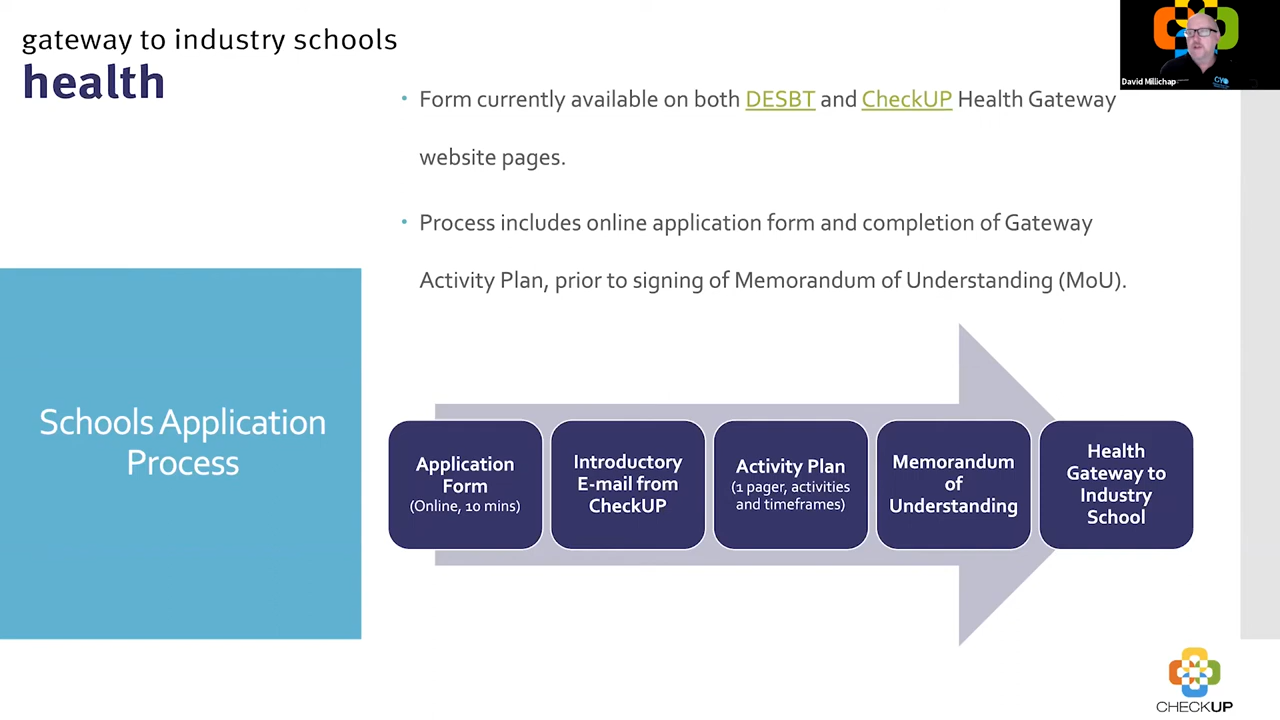 gateway to industry schools
health
David Millichap
• Form currently available on both DESBT and CheckUP Health Gateway
website pages.
• Process includes online application form and completion of Gateway
Activity Plan, prior to signing of Memorandum of Understanding (MoU).
Schools Application
Process
Application
Form
(Online, 10 mins)
Introductory
E-mail from
CheckUP
Activity Plan
(1 pager, activities
and timeframes)
Memorandum
of
Understanding
Health
Gateway to
Industry
School
CHECKUP